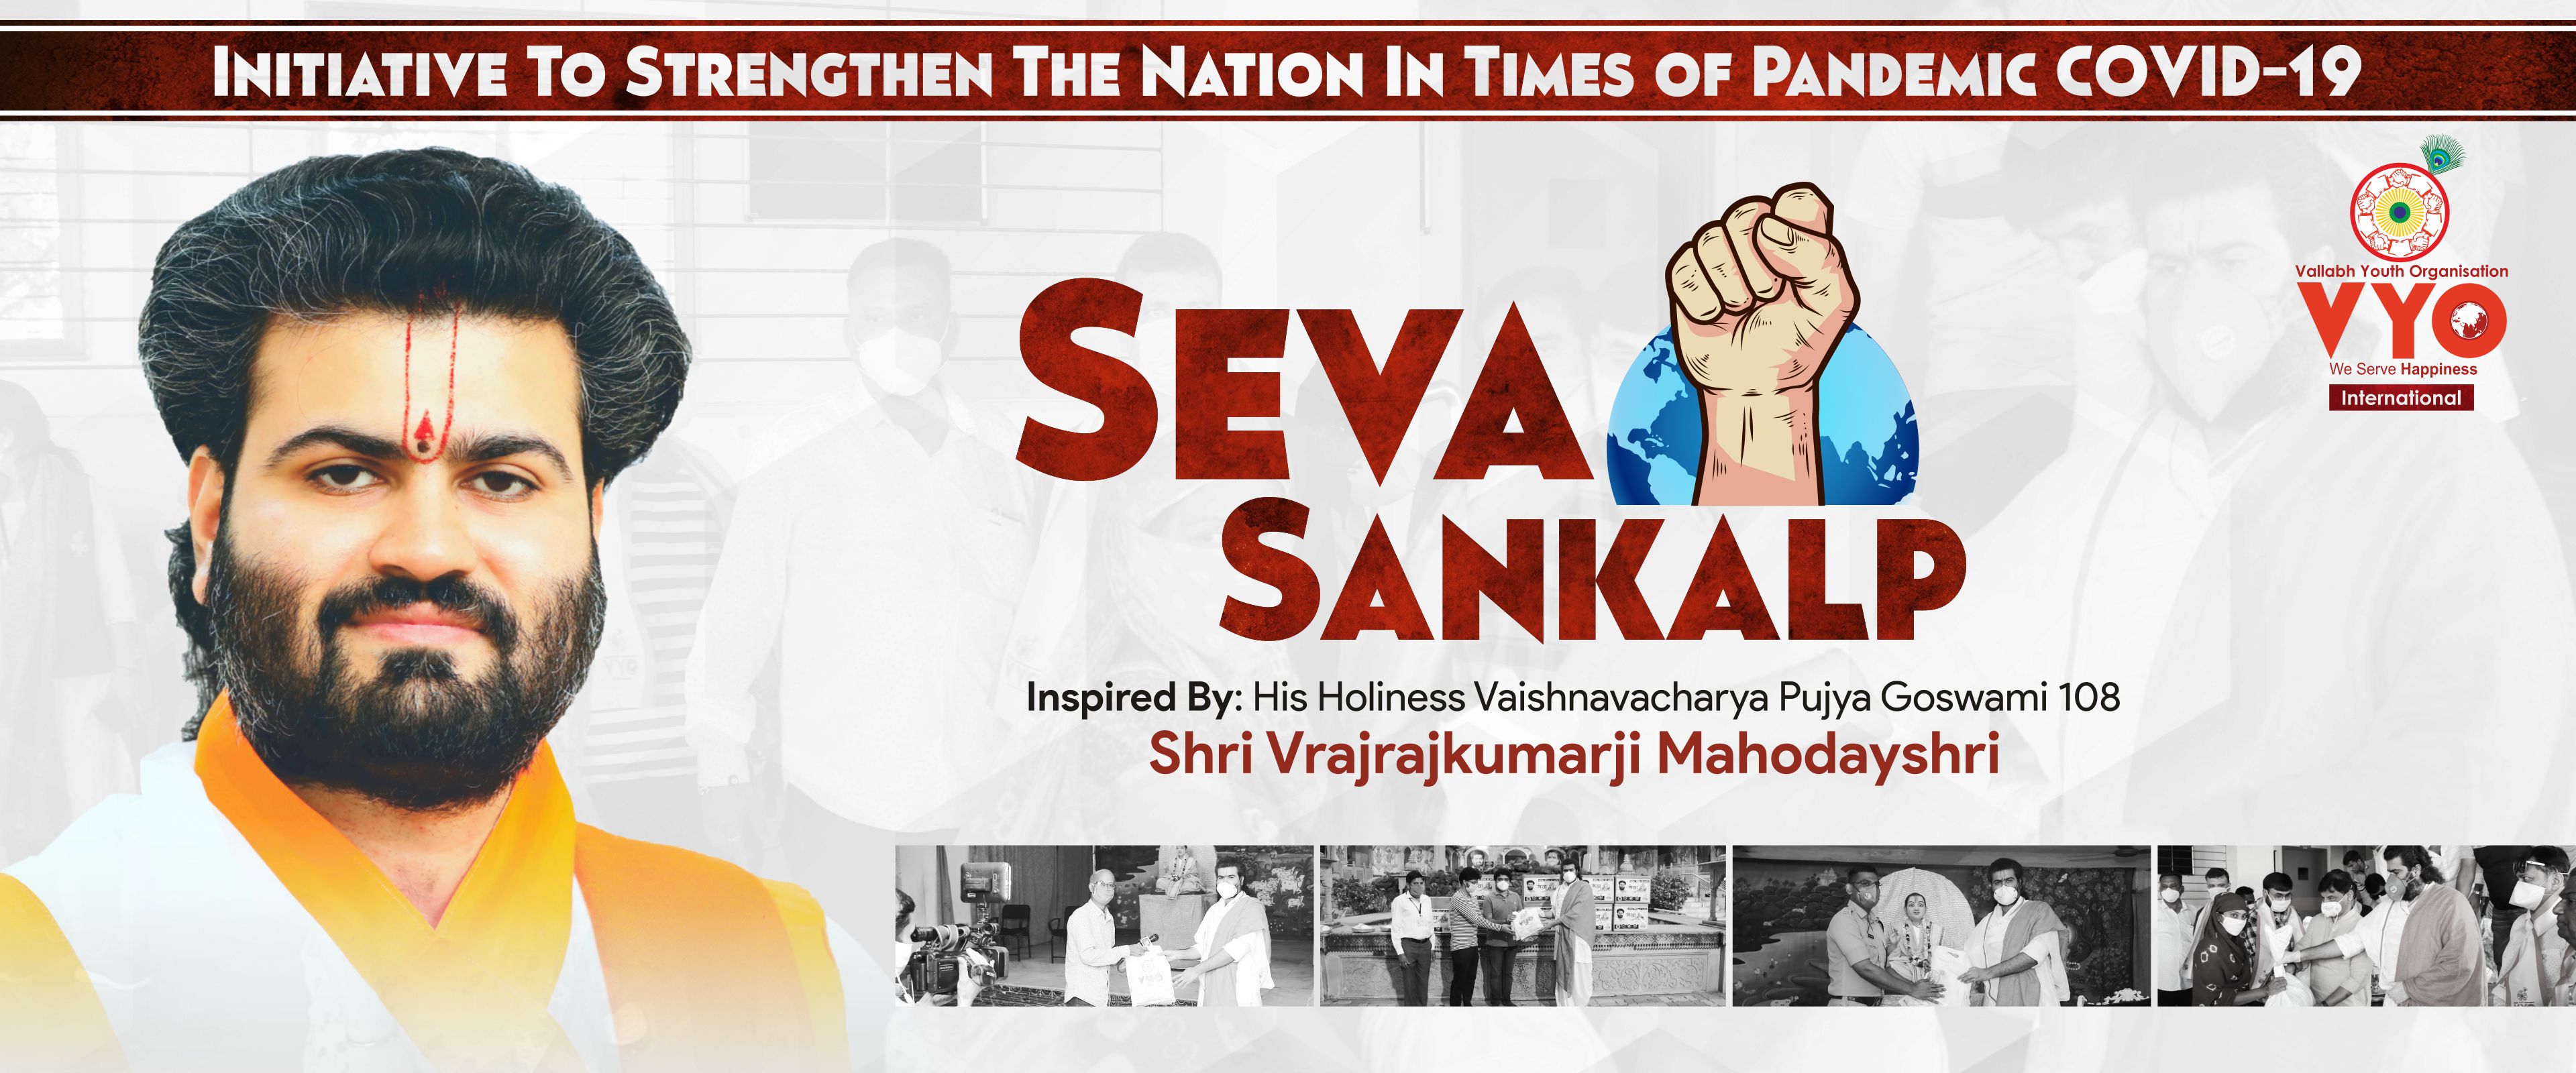 INITIATIVE TO STRENGTHEN THE NATION IN TIMES OF PANDEMIC COVID-19
Vallabh Youth Organisation
VYO
We Serve Happiness
International
SEVA
SANKALP
Inspired By: His Holiness Vaishnavacharya Pujya Goswami 108
Shri Vrajrajkumarji Mahodayshri